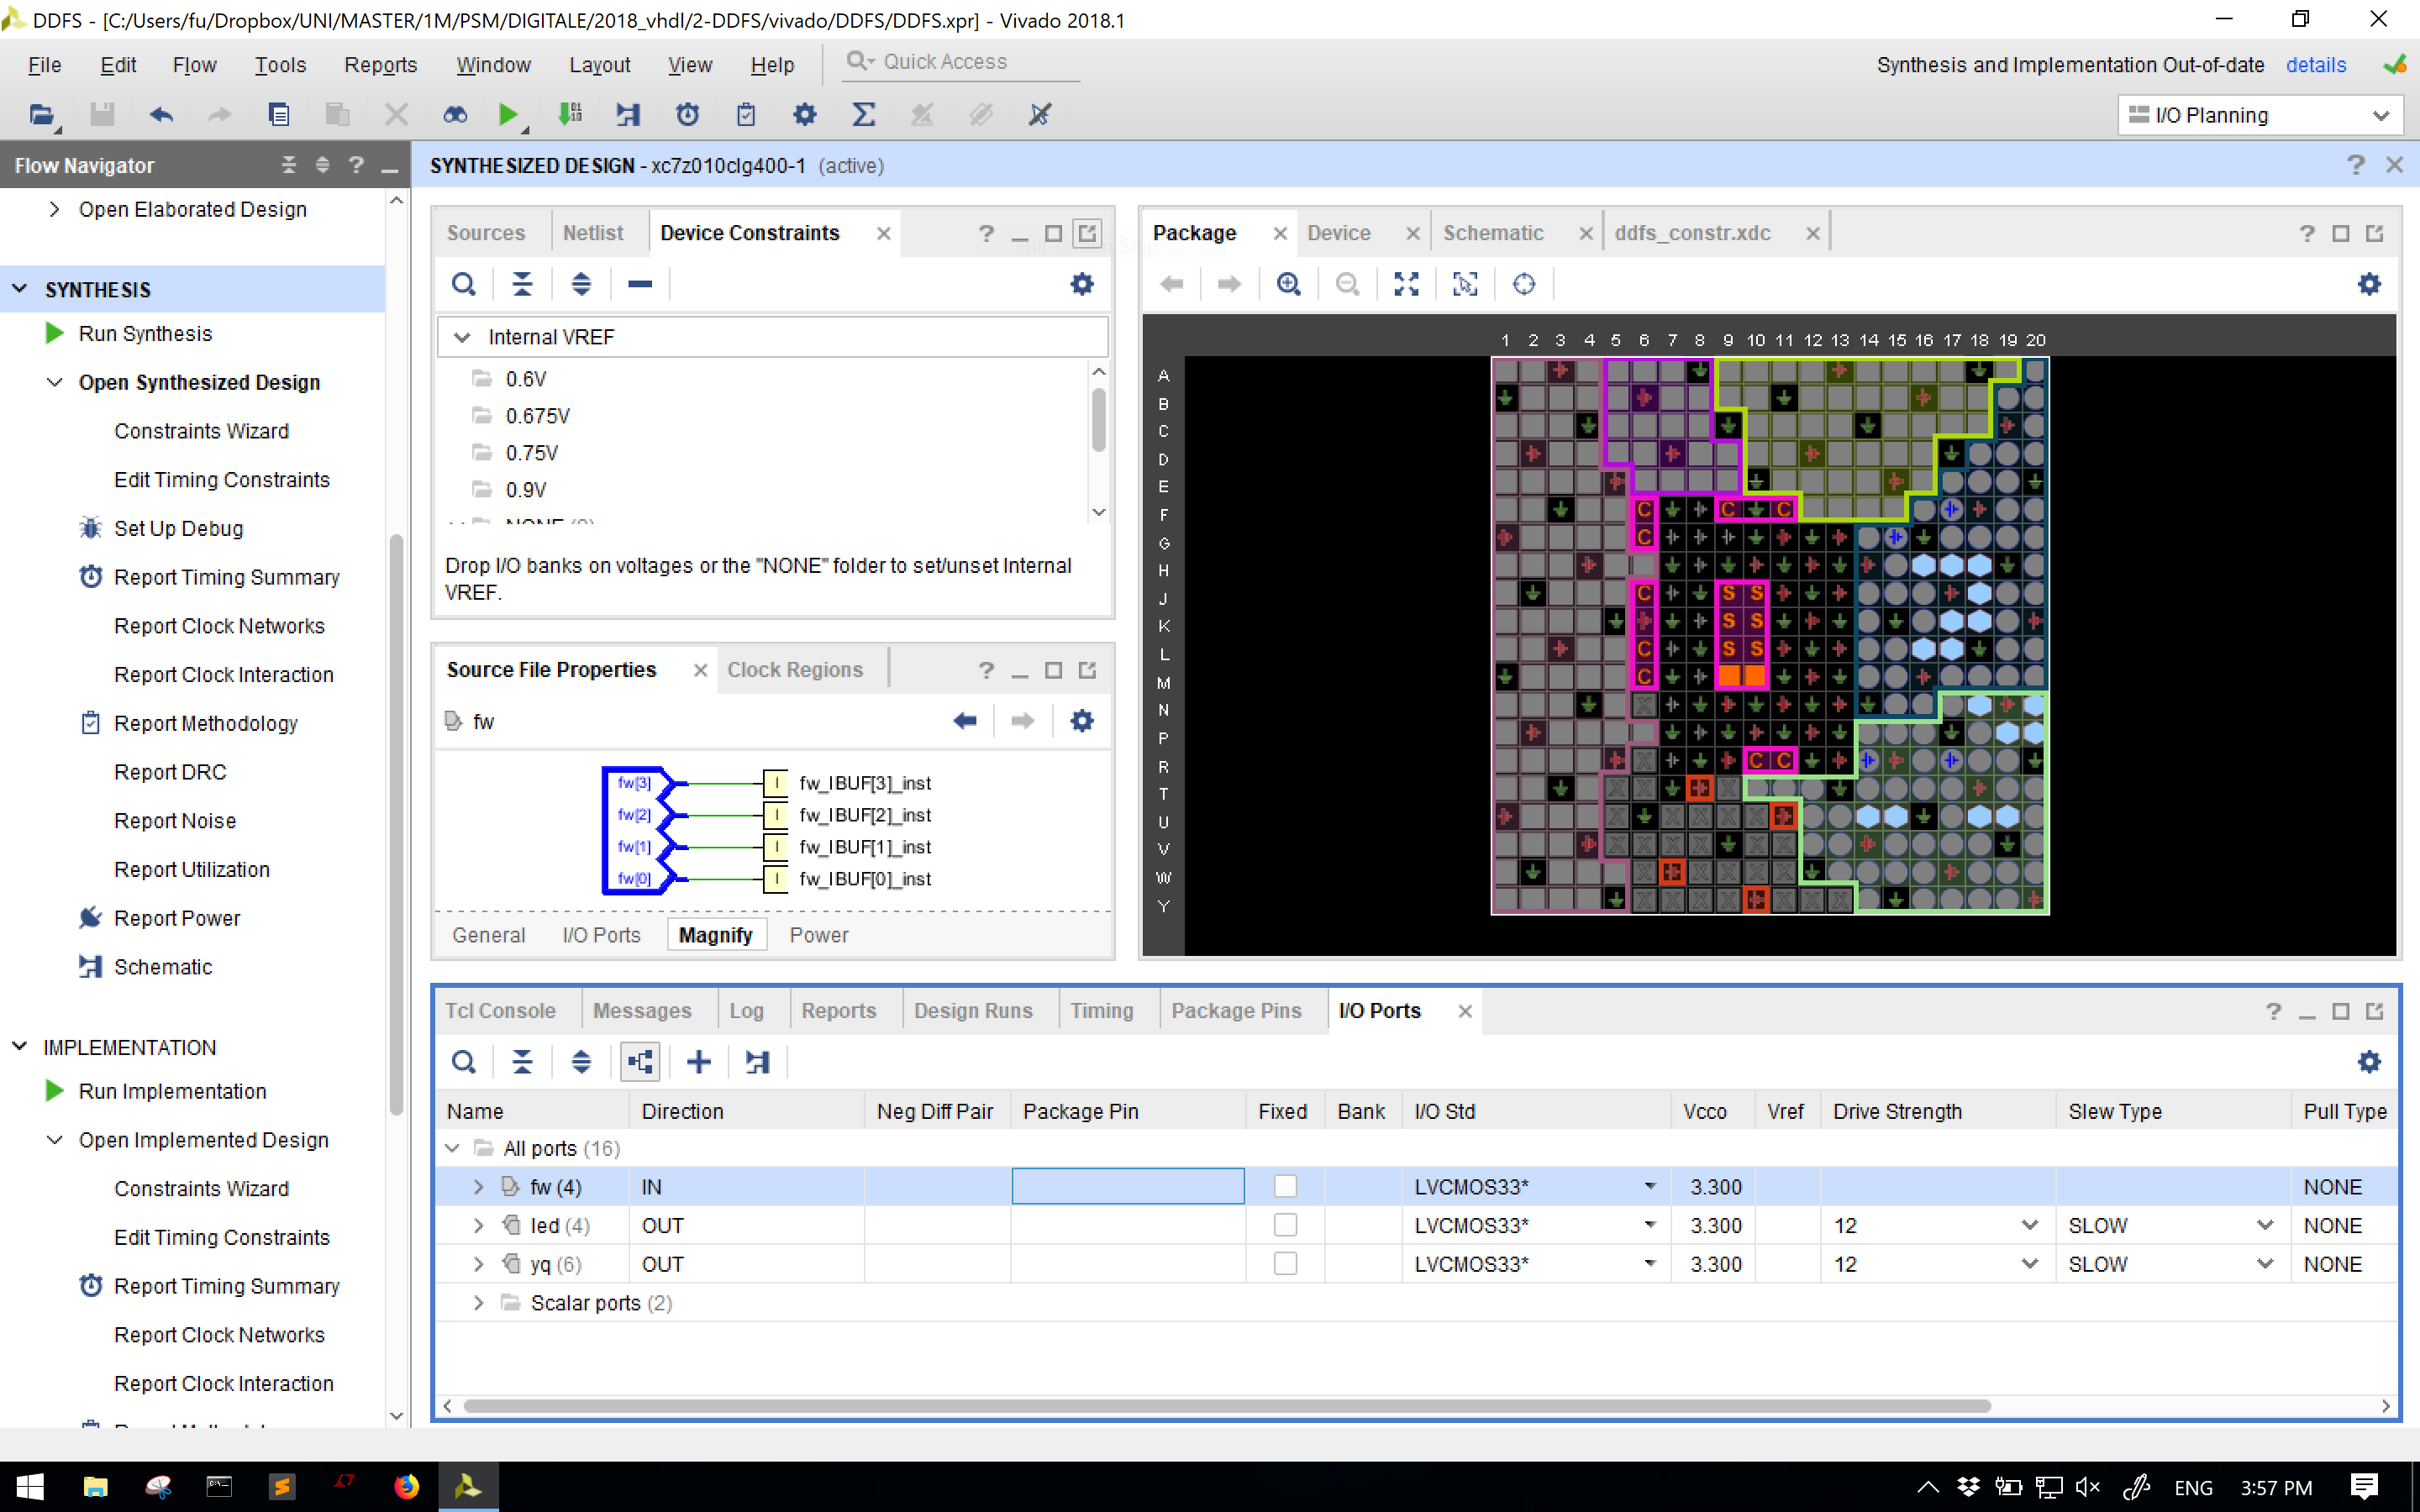 DDFS - [C:/Users/fu/Dropbox/UNI/MASTER/1M/PSM/DIGITALE/2018_vhdl/2-DDFS/vivado/DDFS/DDFS.xpr] - Vivado 2018.1
File Edit Flow Tools Reports Window Layout View Help Quick Access
Synthesis and Implementation Out-of-date details
I/O Planning
Flow Navigator
Open Elaborated Design
SYNTHESIS
Run Synthesis
Open Synthesized Design
Constraints Wizard
Edit Timing Constraints
Set Up Debug
Report Timing Summary
Report Clock Networks
Report Clock Interaction
Report Methodology
Report DRC
Report Noise
Report Utilization
Report Power
Schematic
IMPLEMENTATION
Run Implementation
Open Implemented Design
Constraints Wizard
Edit Timing Constraints
Report Timing Summary
Report Clock Networks
Report Clock Interaction
SYNTHESIZED DESIGN - xc7z010clg400-1 (active)
Sources Netlist Device Constraints
Internal VREF
0.6V
0.675V
0.75V
0.9V
Drop I/O banks on voltages or the "NONE" folder to set/unset Internal
VREF.
Source File Properties Clock Regions
fw
fw[3] I fw_IBUF[3]_inst
fw[2] I fw_IBUF[2]_inst
fw[1] I fw_IBUF[1]_inst
fw[0] I fw_IBUF[0]_inst
General I/O Ports Magnify Power
Package Device Schematic ddfs_constr.xdc
1 2 3 4 5 6 7 8 9 10 11 12 13 14 15 16 17 18 19 20
A
B
C
D
E
F C C C
G C
H
J C S S
K S S
L C S S
M C
N X
P
R X C C
T X X X
U X X X X X
V X X X X X X
W X X X X X
Y X X X X X X X
Tcl Console Messages Log Reports Design Runs Timing Package Pins I/O Ports
Name Direction Neg Diff Pair Package Pin Fixed Bank I/O Std Vcco Vref Drive Strength Slew Type Pull Type
All ports (16)
fw (4) IN LVCMOS33* 3.300 NONE
led (4) OUT LVCMOS33* 3.300 12 SLOW NONE
yq (6) OUT LVCMOS33* 3.300 12 SLOW NONE
Scalar ports (2)
ENG 3:57 PM